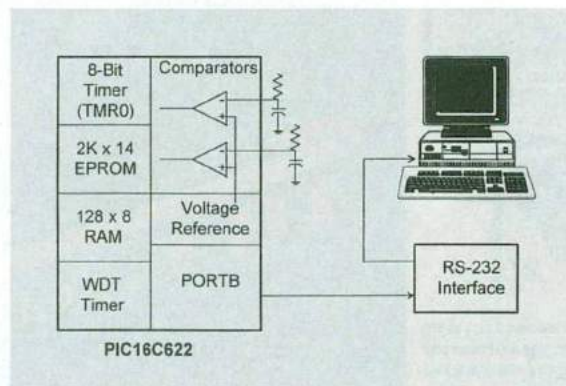 8-Bit
Timer
(TMR0)
Comparators
2K x 14
EPROM
128 x 8
RAM
Voltage
Reference
WDT
Timer
PORTB
RS-232
Interface
PIC16C622